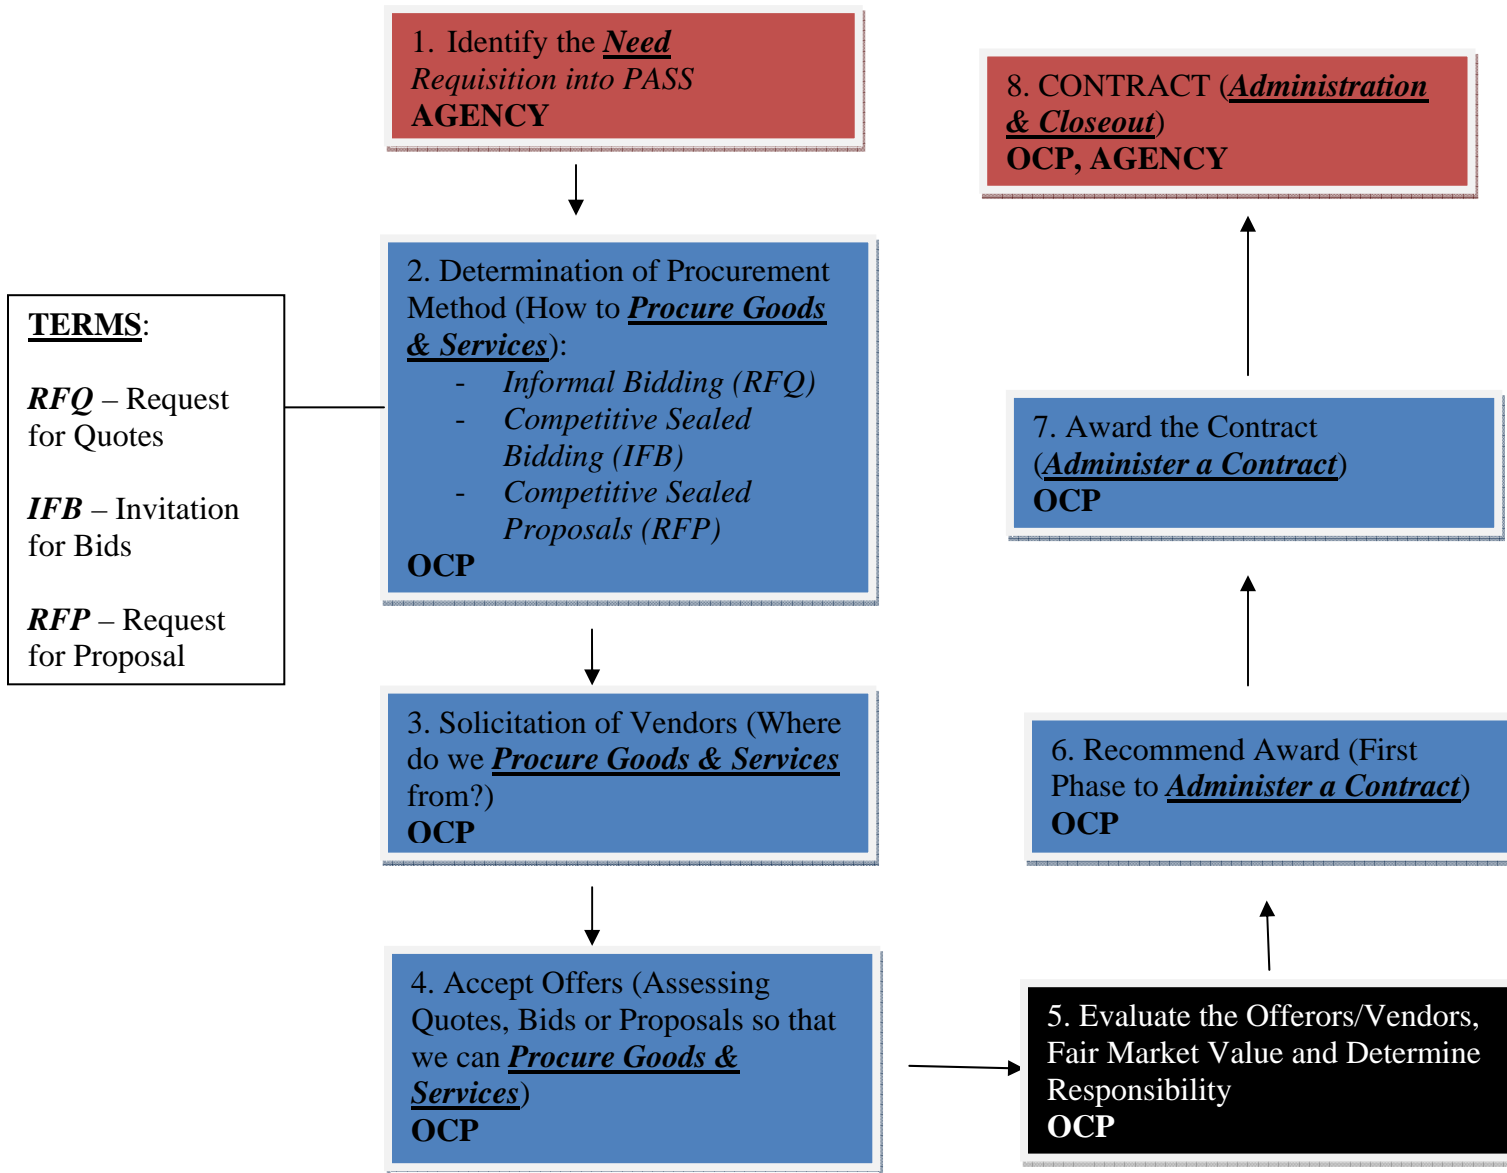 1. Identify the Need
Requisition into PASS
AGENCY
2. Determination of Procurement
Method (How to Procure Goods
& Services):
- Informal Bidding (RFQ)
- Competitive Sealed
Bidding (IFB)
- Competitive Sealed
Proposals (RFP)
OCP
TERMS:
RFQ – Request
for Quotes
IFB – Invitation
for Bids
RFP – Request
for Proposal
3. Solicitation of Vendors (Where
do we Procure Goods & Services
from?)
OCP
4. Accept Offers (Assessing
Quotes, Bids or Proposals so that
we can Procure Goods &
Services)
OCP
5. Evaluate the Offerors/Vendors,
Fair Market Value and Determine
Responsibility
OCP
6. Recommend Award (First
Phase to Administer a Contract)
OCP
7. Award the Contract
(Administer a Contract)
OCP
8. CONTRACT (Administration
& Closeout)
OCP, AGENCY